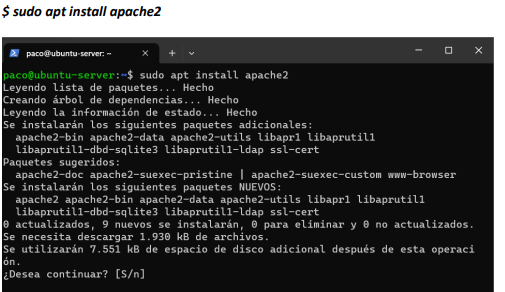 $ sudo apt install apache2
paco@ubuntu-server: ~
paco@ubuntu-server:~$ sudo apt install apache2
Leyendo lista de paquetes... Hecho
Creando árbol de dependencias... Hecho
Leyendo la información de estado... Hecho
Se instalarán los siguientes paquetes adicionales:
  apache2-bin apache2-data apache2-utils libapr1 libaprutil1
  libaprutil1-dbd-sqlite3 libaprutil1-ldap ssl-cert
Paquetes sugeridos:
  apache2-doc apache2-suexec-pristine | apache2-suexec-custom www-browser
Se instalarán los siguientes paquetes NUEVOS:
  apache2 apache2-bin apache2-data apache2-utils libapr1 libaprutil1
  libaprutil1-dbd-sqlite3 libaprutil1-ldap ssl-cert
0 actualizados, 9 nuevos se instalarán, 0 para eliminar y 0 no actualizados.
Se necesita descargar 1.930 kB de archivos.
Se utilizarán 7.551 kB de espacio de disco adicional después de esta operaci
ón.
¿Desea continuar? [S/n]